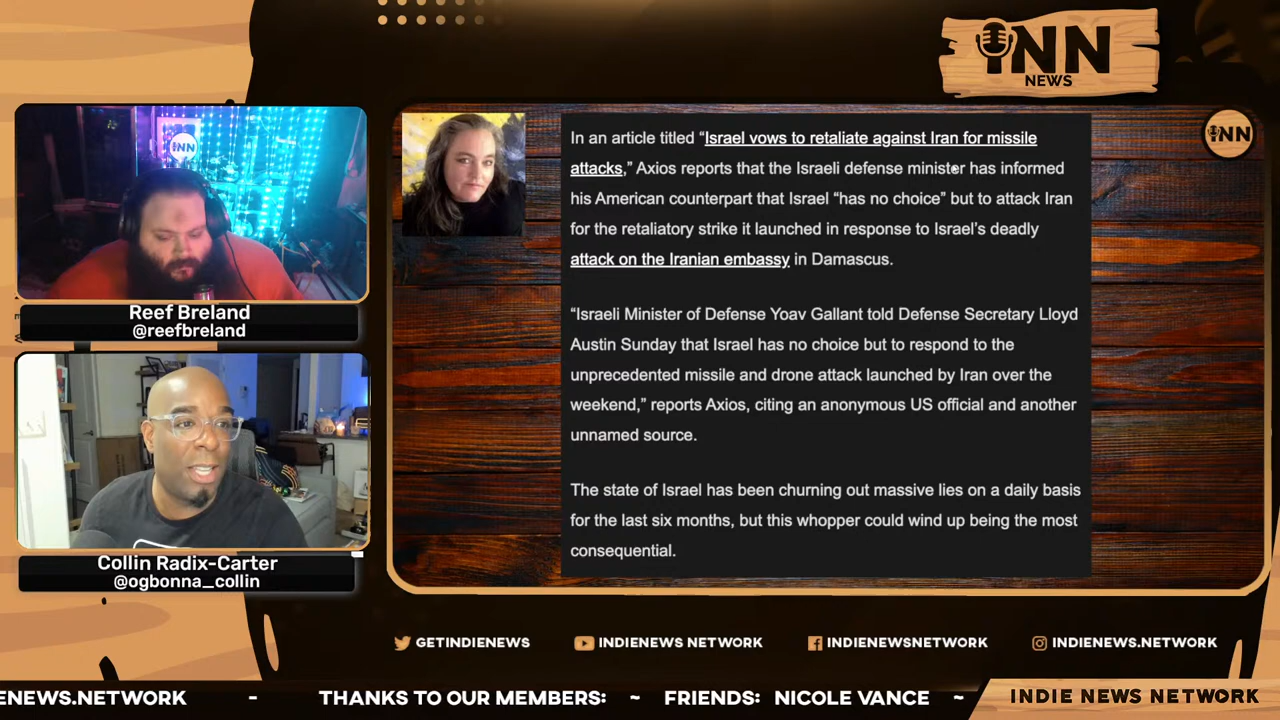 INN
NEWS
INN
INN
Reef Breland
@reefbreland
Collin Radix-Carter
@ogbonna_collin
In an article titled “Israel vows to retaliate against Iran for missile
attacks,” Axios reports that the Israeli defense minister has informed
his American counterpart that Israel “has no choice” but to attack Iran
for the retaliatory strike it launched in response to Israel’s deadly
attack on the Iranian embassy in Damascus.
“Israeli Minister of Defense Yoav Gallant told Defense Secretary Lloyd
Austin Sunday that Israel has no choice but to respond to the
unprecedented missile and drone attack launched by Iran over the
weekend,” reports Axios, citing an anonymous US official and another
unnamed source.
The state of Israel has been churning out massive lies on a daily basis
for the last six months, but this whopper could wind up being the most
consequential.
GETINDIENEWS
INDIENEWS NETWORK
INDIENEWSNETWORK
INDIENEWS.NETWORK
ENEWS.NETWORK - THANKS TO OUR MEMBERS: ~ FRIENDS: NICOLE VANCE ~
INDIE NEWS NETWORK